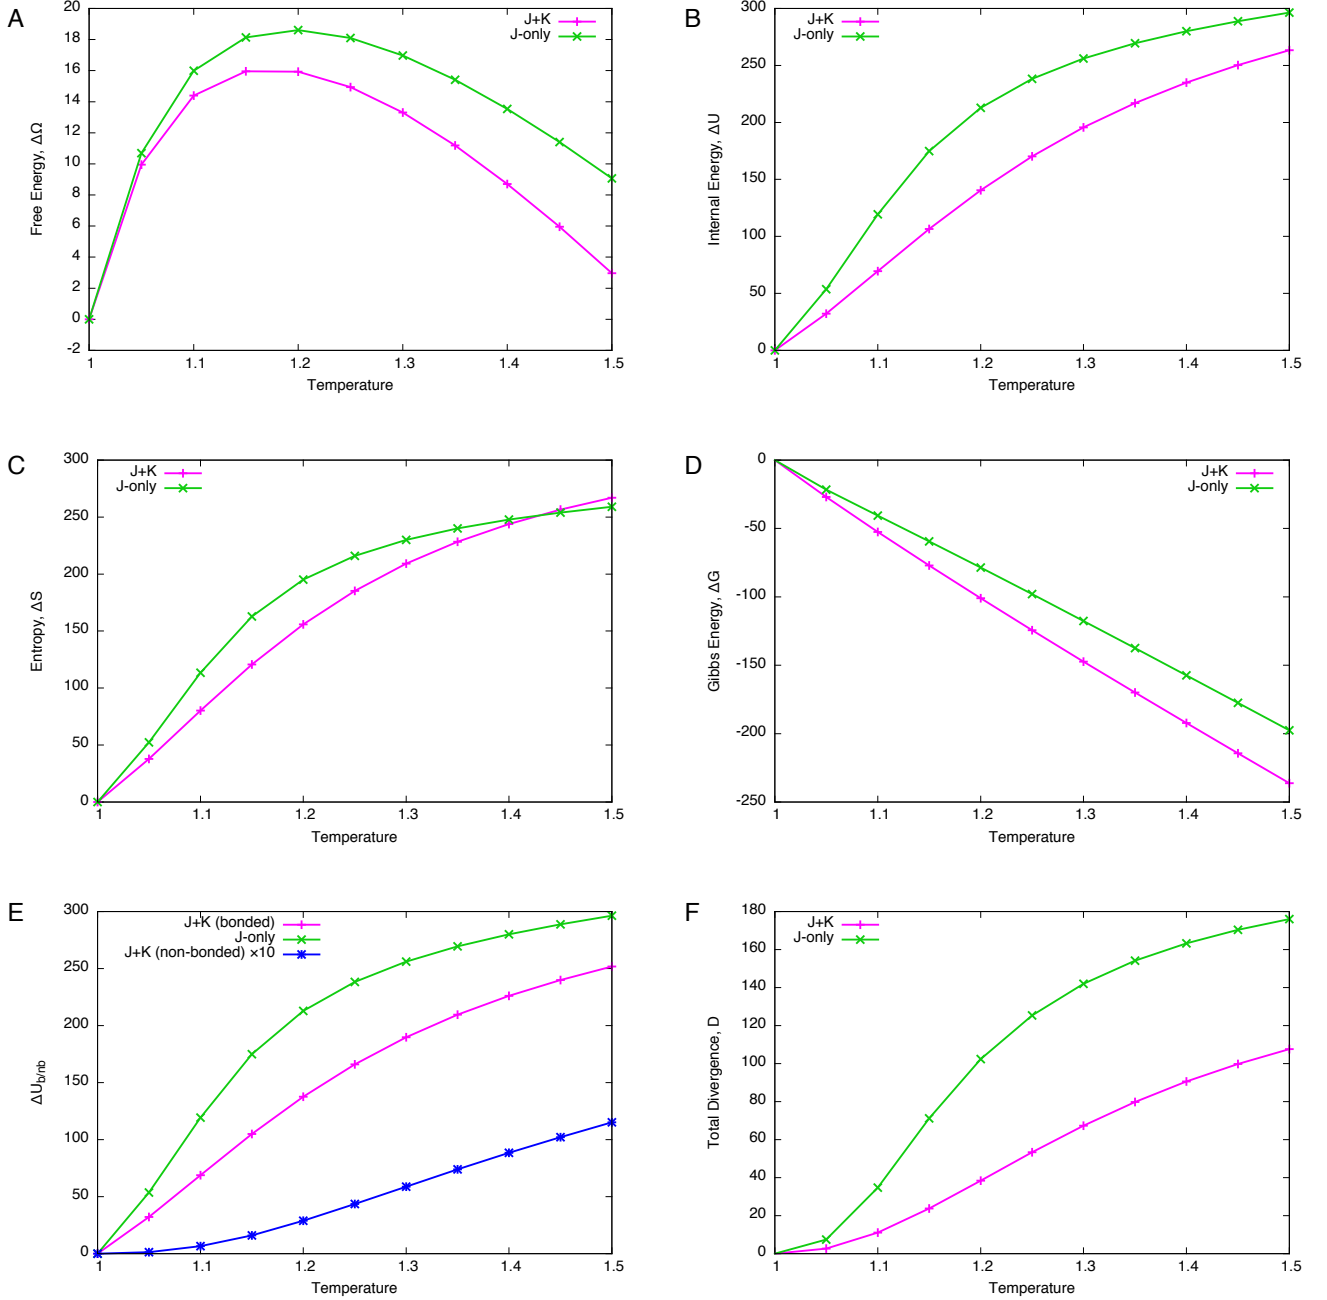 A
J+K
J-only
20
18
16
14
12
10
8
6
4
2
0
-2
Free Energy, ΔΩ
1 1.1 1.2 1.3 1.4 1.5
Temperature
B
J+K
J-only
300
250
200
150
100
50
0
Internal Energy, ΔU
1 1.1 1.2 1.3 1.4 1.5
Temperature
C
J+K
J-only
300
250
200
150
100
50
0
Entropy, ΔS
1 1.1 1.2 1.3 1.4 1.5
Temperature
D
J+K
J-only
0
-50
-100
-150
-200
-250
Gibbs Energy, ΔG
1 1.1 1.2 1.3 1.4 1.5
Temperature
E
J+K (bonded)
J-only
J+K (non-bonded) ×10
300
250
200
150
100
50
0
ΔUb/nb
1 1.1 1.2 1.3 1.4 1.5
Temperature
F
J+K
J-only
180
160
140
120
100
80
60
40
20
0
Total Divergence, D
1 1.1 1.2 1.3 1.4 1.5
Temperature